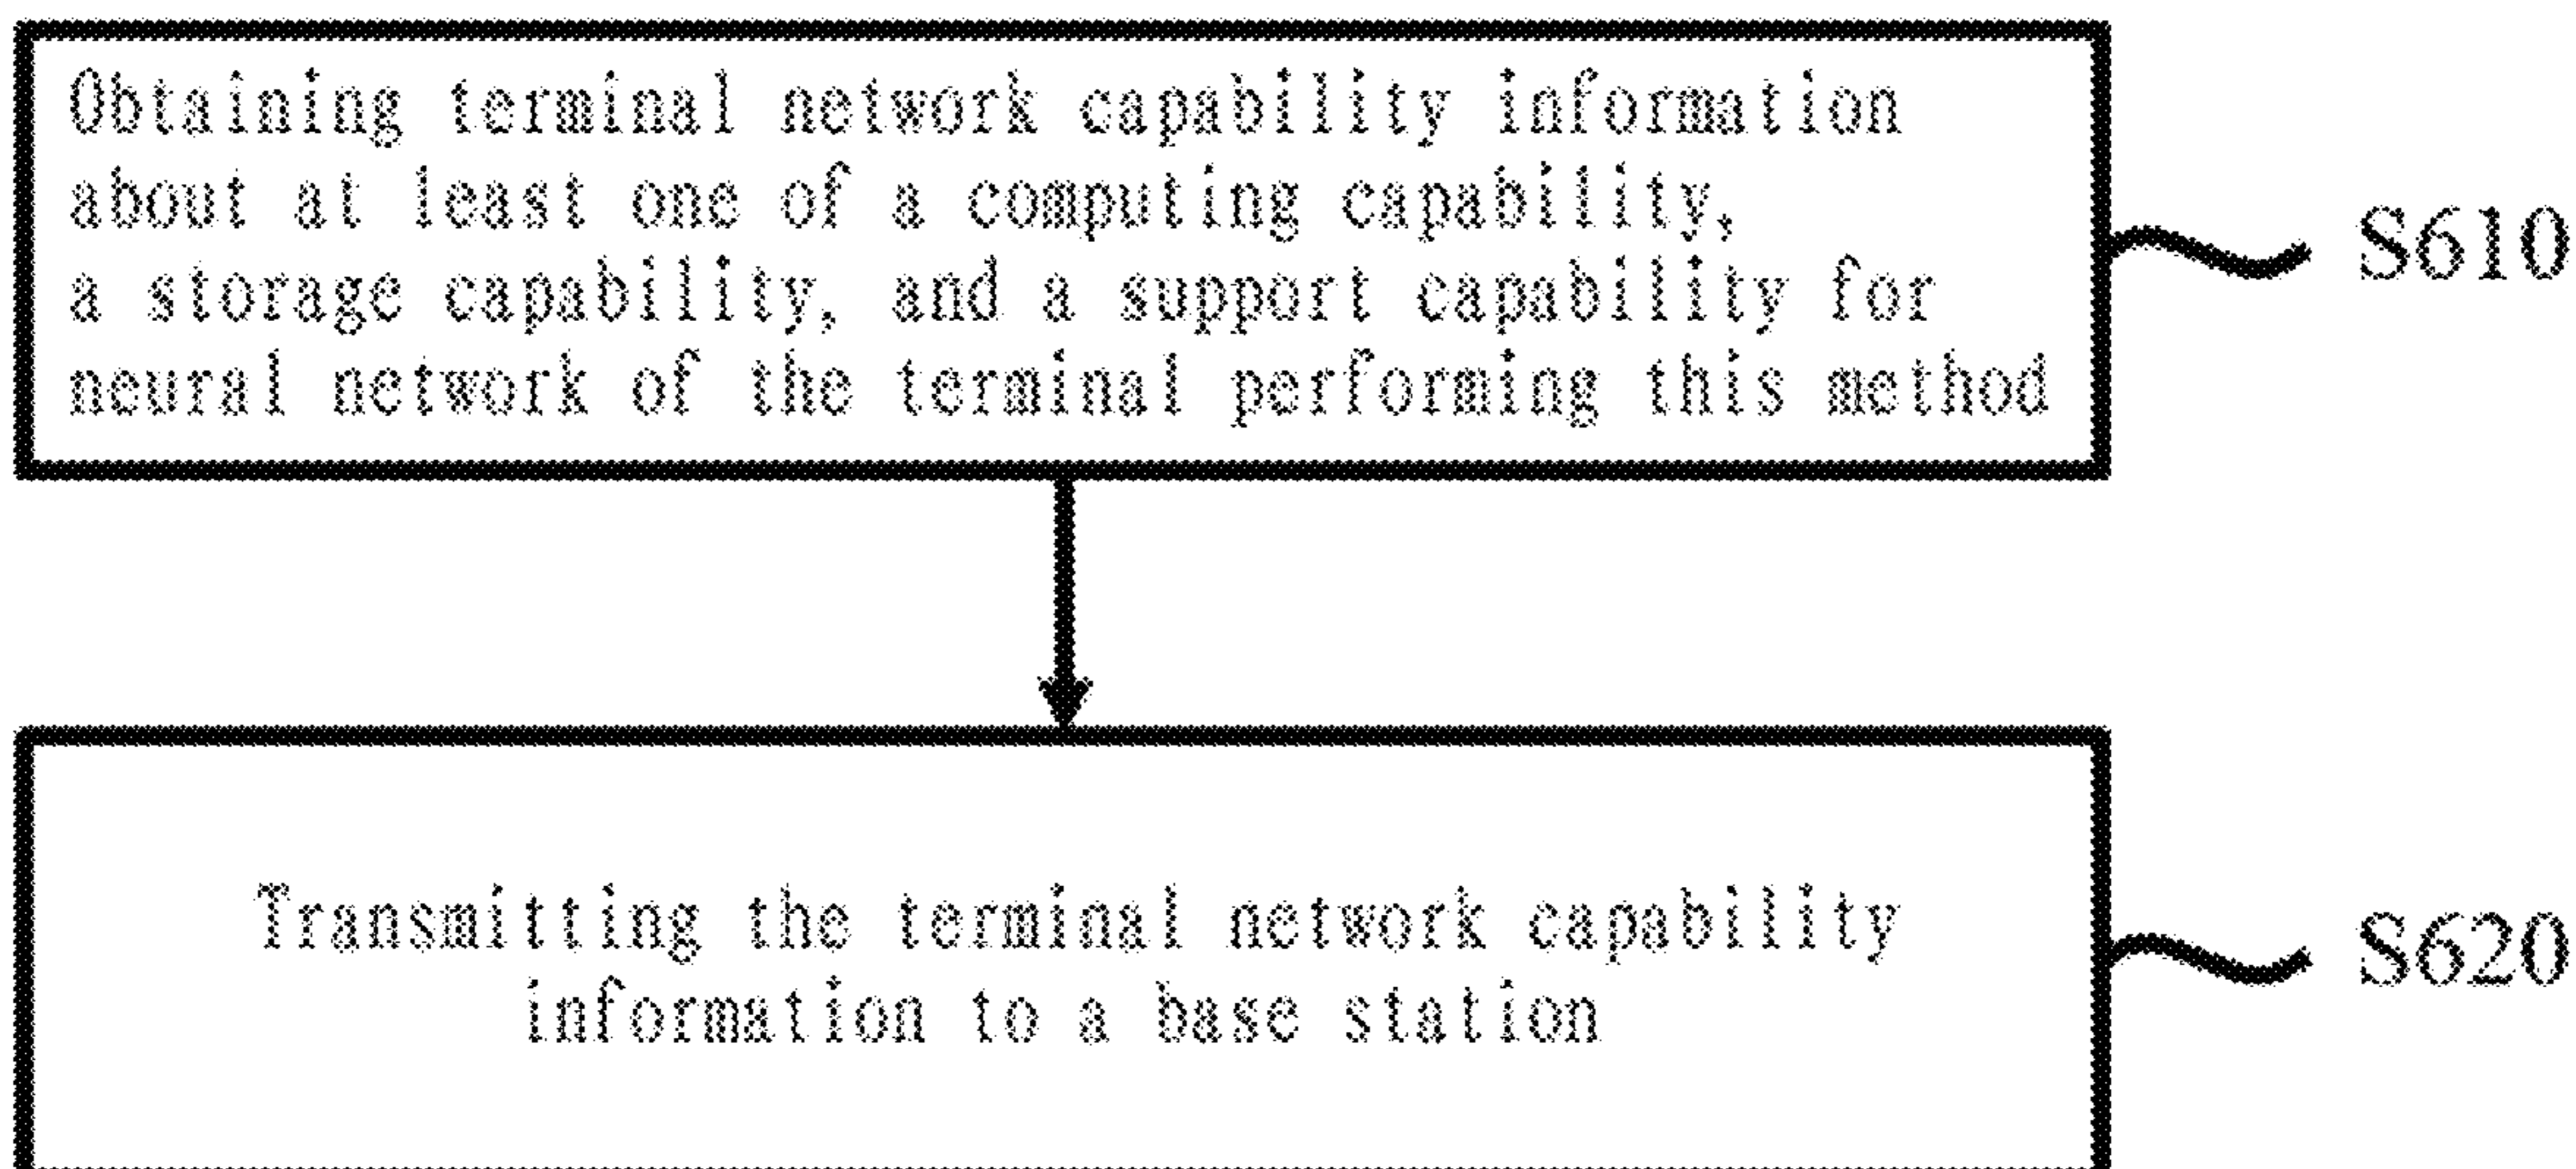 Obtaining terminal network capability information
about at least one of a computing capability,
a storage capability, and a support capability for
neural network of the terminal performing this method
S610
Transmitting the terminal network capability
information to a base station
S620